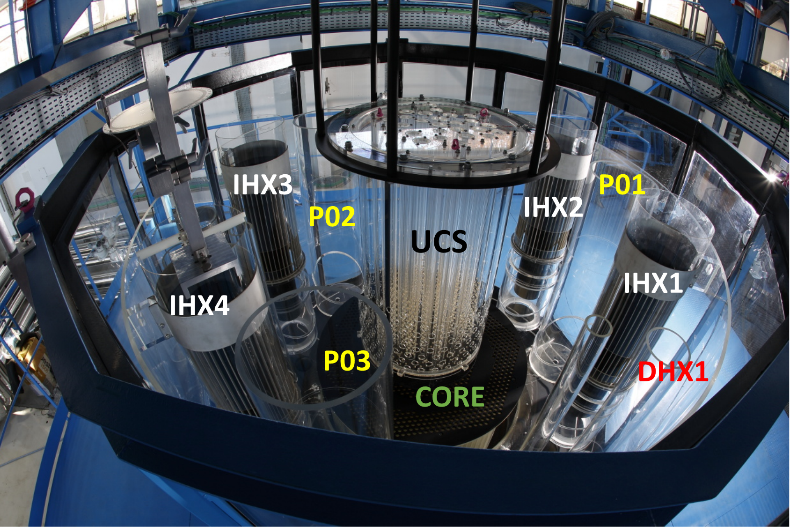 IHX3
P02
UCS
IHX2
P01
IHX4
IHX1
P03
DHX1
CORE